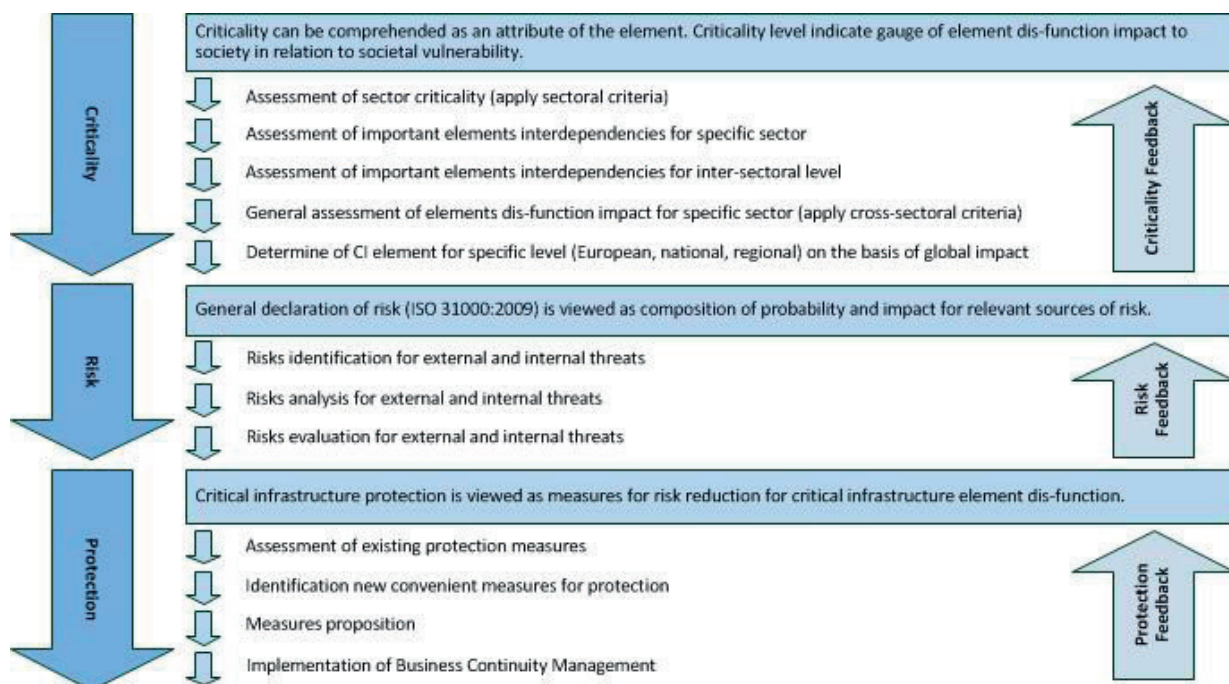 Criticality
Criticality can be comprehended as an attribute of the element. Criticality level indicate gauge of element dis-function impact to
society in relation to societal vulnerability.
Assessment of sector criticality (apply sectoral criteria)
Assessment of important elements interdependencies for specific sector
Assessment of important elements interdependencies for inter-sectoral level
General assessment of elements dis-function impact for specific sector (apply cross-sectoral criteria)
Determine of CI element for specific level (European, national, regional) on the basis of global impact
Criticality Feedback
Risk
General declaration of risk (ISO 31000:2009) is viewed as composition of probability and impact for relevant sources of risk.
Risks identification for external and internal threats
Risks analysis for external and internal threats
Risks evaluation for external and internal threats
Risk
Feedback
Protection
Critical infrastructure protection is viewed as measures for risk reduction for critical infrastructure element dis-function.
Assessment of existing protection measures
Identification new convenient measures for protection
Measures proposition
Implementation of Business Continuity Management
Protection
Feedback